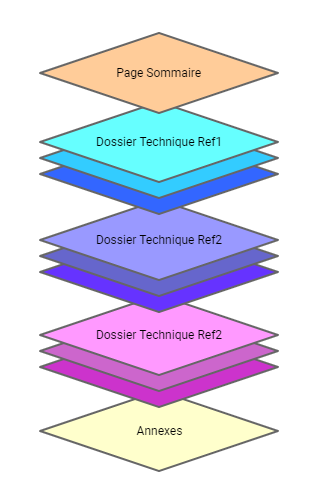 Page Sommaire
Dossier Technique Ref1
Dossier Technique Ref2
Dossier Technique Ref2
Annexes